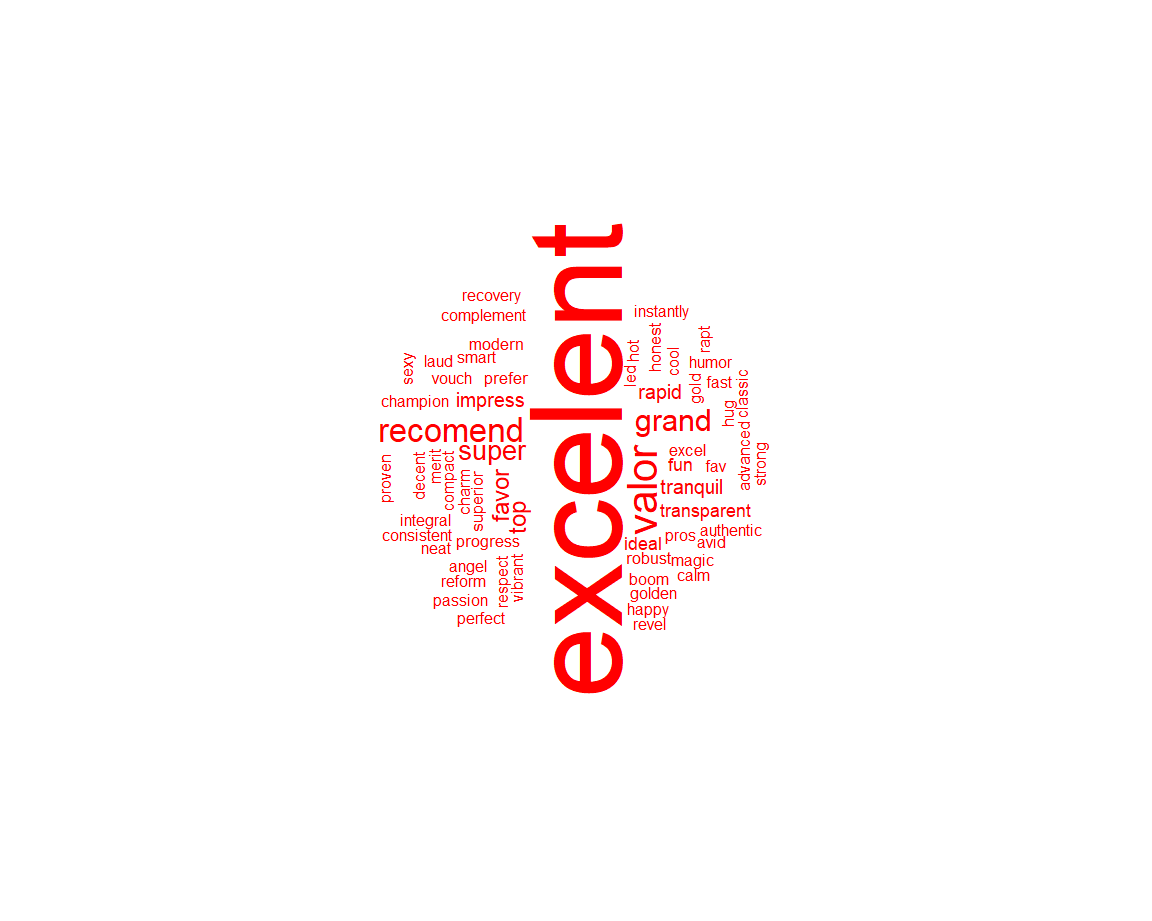 excelent
recovery
complement
modern
sexy
laud
smart
vouch
prefer
champion
impress
recomend
super
proven
decent
merit
compact
charm
superior
favor
top
integral
consistent
neat
progress
angel
reform
respect
vibrant
passion
perfect
instantly
led
hot
honest
cool
rapt
humor
rapid
gold
fast
classic
hug
grand
valor
excel
fun
fav
advanced
strong
tranquil
transparent
ideal
pros
authentic
avid
robust
magic
boom
calm
golden
happy
revel